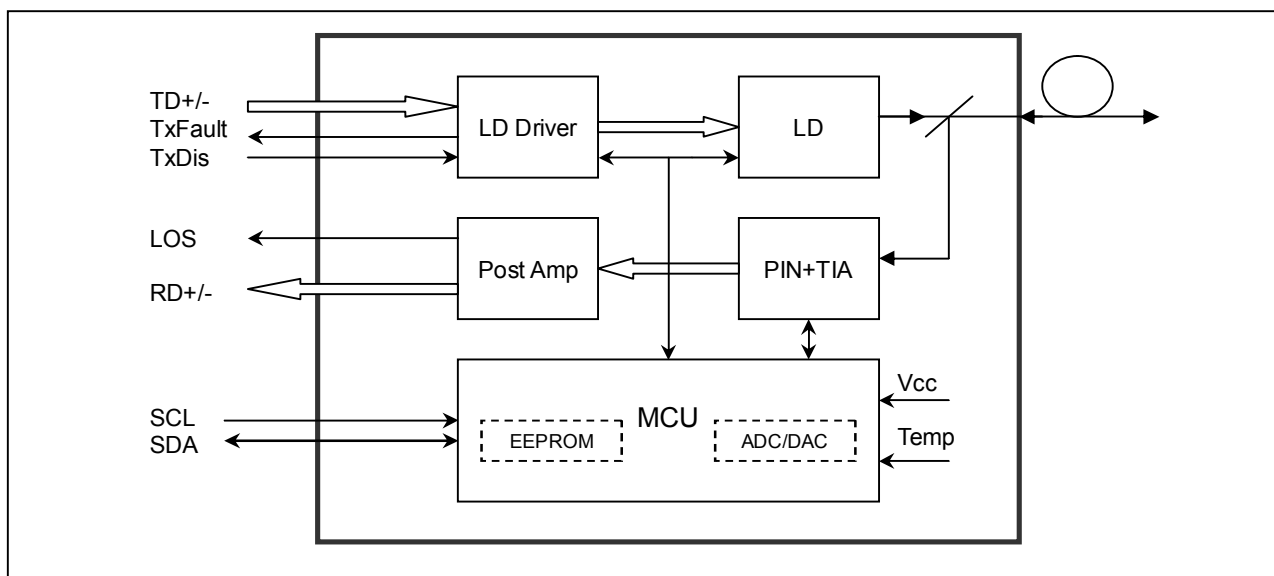 TD+/-
TxFault
TxDis
LD Driver
LD
LOS
RD+/-
Post Amp
PIN+TIA
SCL
SDA
MCU
EEPROM
ADC/DAC
Vcc
Temp